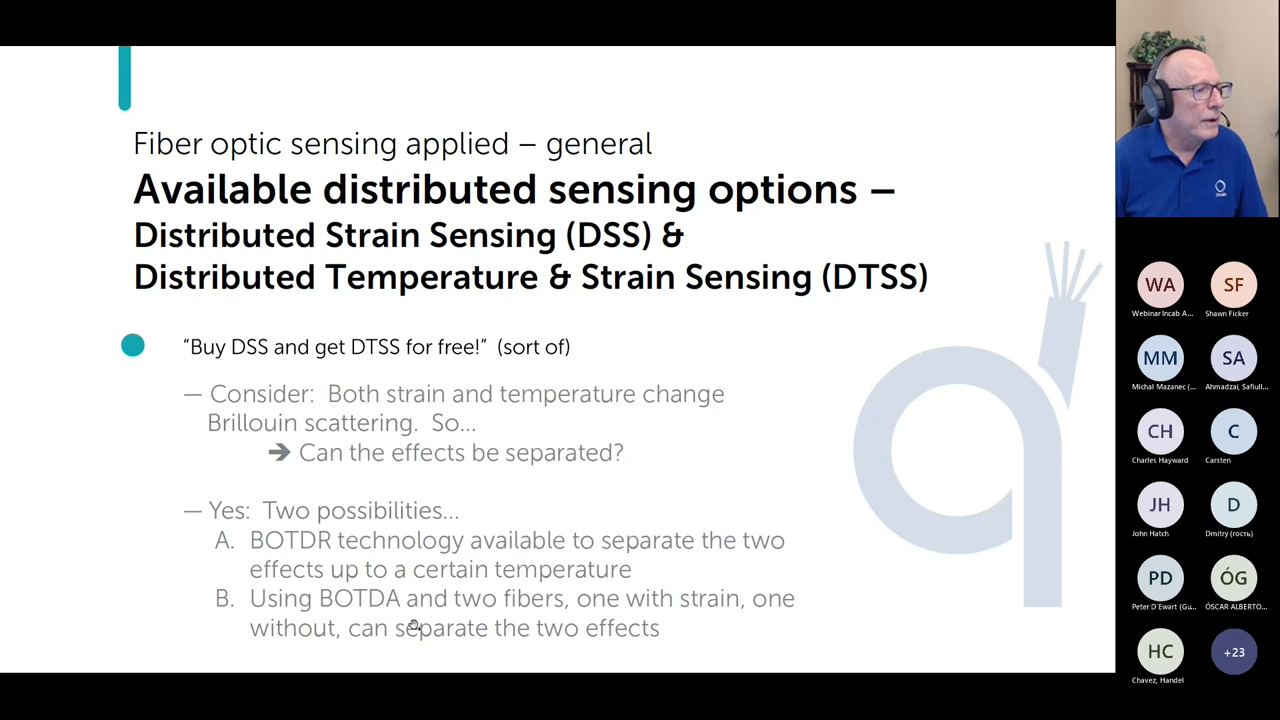 Fiber optic sensing applied – general
Available distributed sensing options –
Distributed Strain Sensing (DSS) &
Distributed Temperature & Strain Sensing (DTSS)
“Buy DSS and get DTSS for free!” (sort of)
— Consider: Both strain and temperature change
Brillouin scattering. So...
➔ Can the effects be separated?
— Yes: Two possibilities...
A. BOTDR technology available to separate the two
effects up to a certain temperature
B. Using BOTDA and two fibers, one with strain, one
without, can separate the two effects
WA
Webinar Incab A...
SF
Shawn Ficker
MM
Michal Mazanec (...
SA
Ahmadzai, Safiull...
CH
Charles Hayward
C
Carsten
JH
John Hatch
D
Dmitry (гость)
PD
Peter D'Ewart (Gu...
ÓG
ÓSCAR ALBERTO...
HC
Chavez, Handel
+23